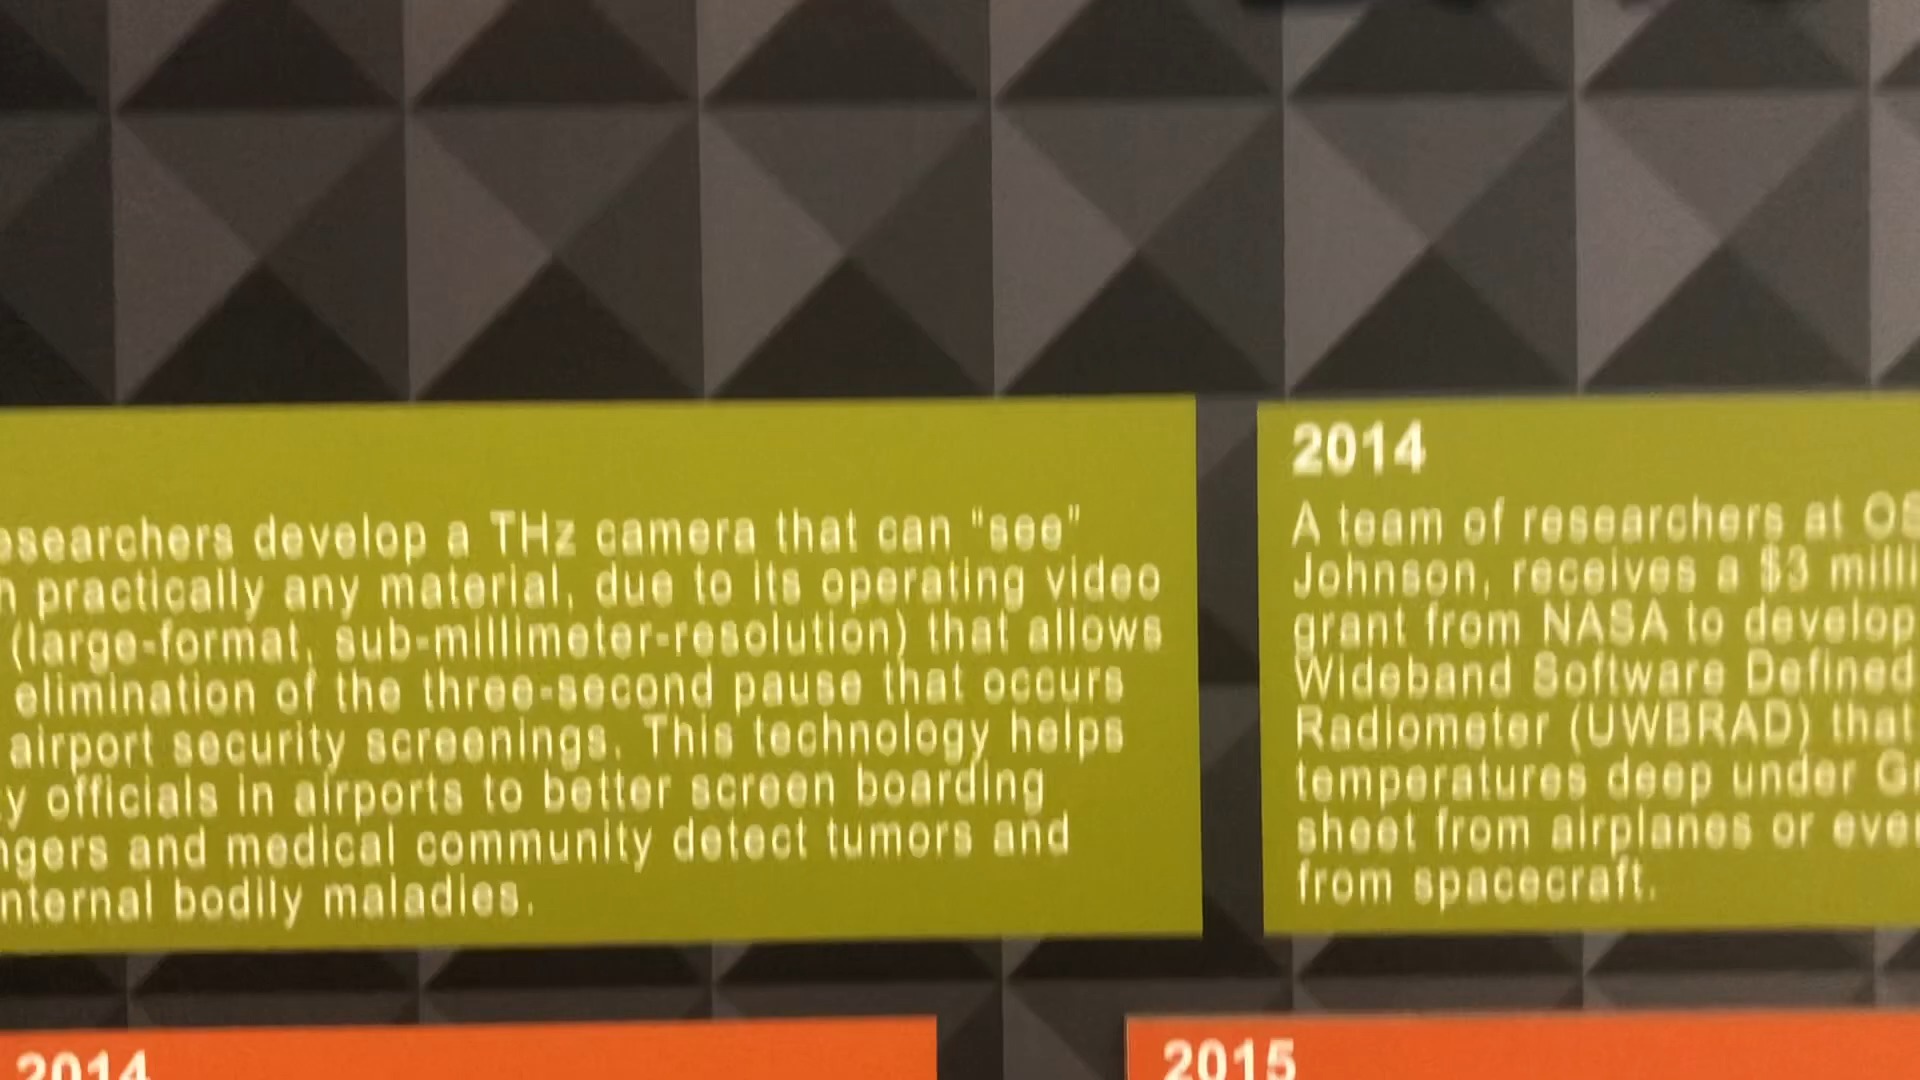 develop a THz camera that can "see"
practically any material, due to its operating video
(large-format, sub-millimeter-resolution) that allows
elimination of the three-second pause that occurs
airport security screenings. This technology helps
officials in airports to better screen boarding
and medical community detect tumors and
bodily maladies.
2014
A team of researchers at
Johnson, receives a $3
grant from NASA to develop
Wideband Software Defined
Radiometer (UWBRAD) that
temperatures deep under
sheet from airplanes or
from spacecraft.
2014
2015